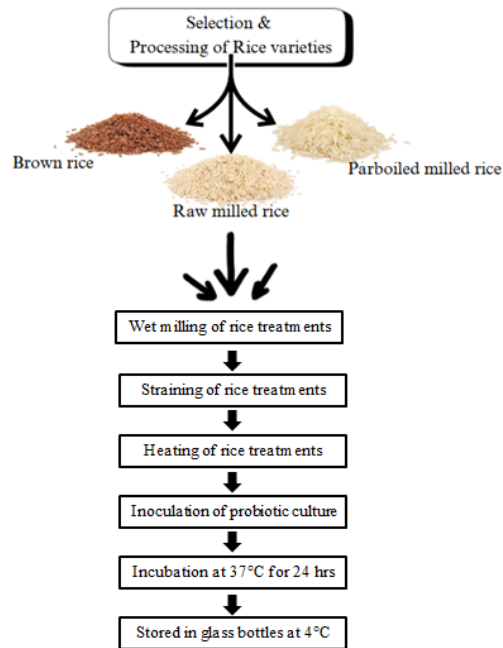 Selection &
Processing of Rice varieties
Brown rice
Parboiled milled rice
Raw milled rice
Wet milling of rice treatments
Straining of rice treatments
Heating of rice treatments
Inoculation of probiotic culture
Incubation at 37°C for 24 hrs
Stored in glass bottles at 4°C